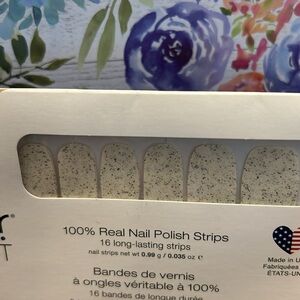 100% Real Nail Polish Strips
16 long-lasting strips
nail strips net wt 0.99 g / 0.035 oz ℮
Bandes de vernis
à ongles véritable à 100%
16 bandes de longue durée
Made in U
Fabriquées
ÉTATS-UN